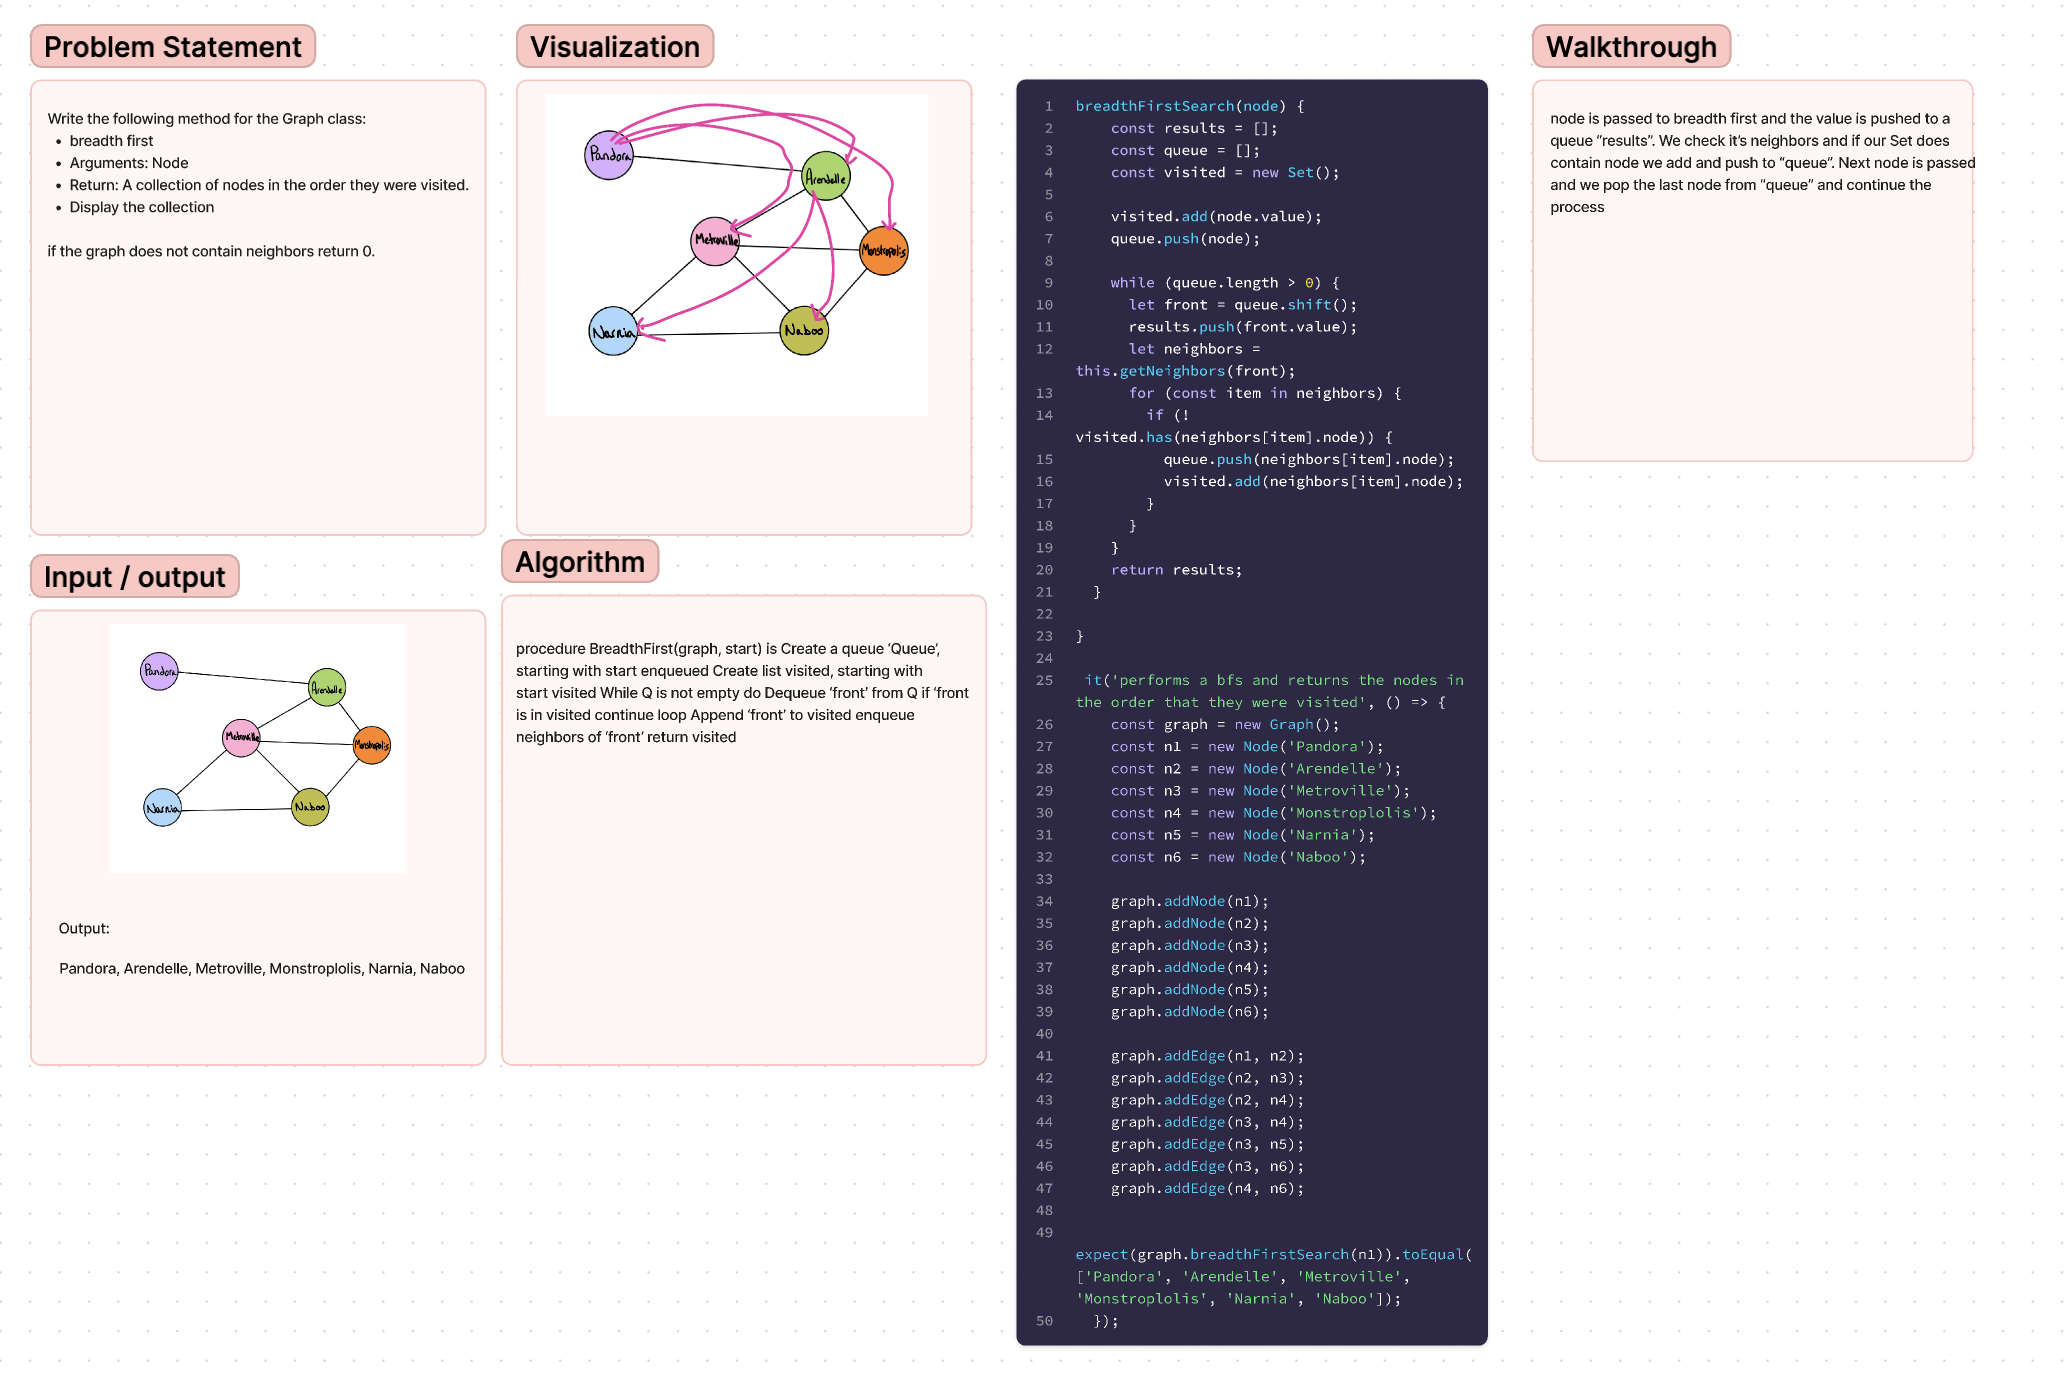 Problem Statement
Write the following method for the Graph class:
• breadth first
• Arguments: Node
• Return: A collection of nodes in the order they were visited.
• Display the collection
if the graph does not contain neighbors return 0.
Visualization
Pandora
Arendelle
Metroville
Monstropolis
Narnia
Naboo
Input / output
Pandora
Arendelle
Metroville
Monstropolis
Narnia
Naboo
Output:
Pandora, Arendelle, Metroville, Monstroplolis, Narnia, Naboo
Algorithm
procedure BreadthFirst(graph, start) is Create a queue ‘Queue’,
starting with start enqueued Create list visited, starting with
start visited While Q is not empty do Dequeue ‘front’ from Q if ‘front
is in visited continue loop Append ‘front’ to visited enqueue
neighbors of ‘front’ return visited
1 breadthFirstSearch(node) {
2 const results = [];
3 const queue = [];
4 const visited = new Set();
5
6 visited.add(node.value);
7 queue.push(node);
8
9 while (queue.length > 0) {
10 let front = queue.shift();
11 results.push(front.value);
12 let neighbors =
this.getNeighbors(front);
13 for (const item in neighbors) {
14 if (!
visited.has(neighbors[item].node)) {
15 queue.push(neighbors[item].node);
16 visited.add(neighbors[item].node);
17 }
18 }
19 }
20 return results;
21 }
22
23 }
24
25 it('performs a bfs and returns the nodes in
the order that they were visited', () => {
26 const graph = new Graph();
27 const n1 = new Node('Pandora');
28 const n2 = new Node('Arendelle');
29 const n3 = new Node('Metroville');
30 const n4 = new Node('Monstroplolis');
31 const n5 = new Node('Narnia');
32 const n6 = new Node('Naboo');
33
34 graph.addNode(n1);
35 graph.addNode(n2);
36 graph.addNode(n3);
37 graph.addNode(n4);
38 graph.addNode(n5);
39 graph.addNode(n6);
40
41 graph.addEdge(n1, n2);
42 graph.addEdge(n2, n3);
43 graph.addEdge(n2, n4);
44 graph.addEdge(n3, n4);
45 graph.addEdge(n3, n5);
46 graph.addEdge(n3, n6);
47 graph.addEdge(n4, n6);
48
49
expect(graph.breadthFirstSearch(n1)).toEqual(
['Pandora', 'Arendelle', 'Metroville',
'Monstroplolis', 'Narnia', 'Naboo']);
50 });
Walkthrough
node is passed to breadth first and the value is pushed to a
queue “results”. We check it’s neighbors and if our Set does
contain node we add and push to “queue”. Next node is passed
and we pop the last node from “queue” and continue the
process